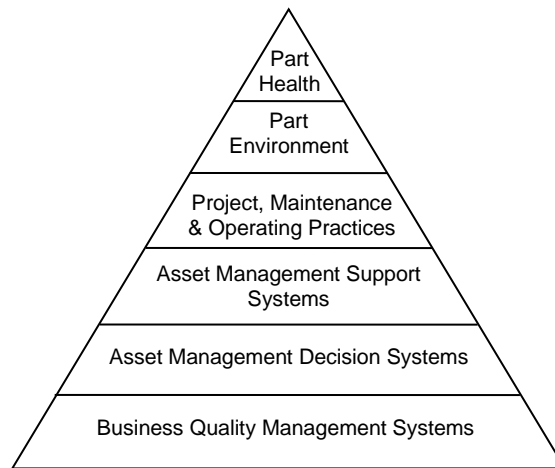 Part
Health
Part
Environment
Project, Maintenance
& Operating Practices
Asset Management Support
Systems
Asset Management Decision Systems
Business Quality Management Systems